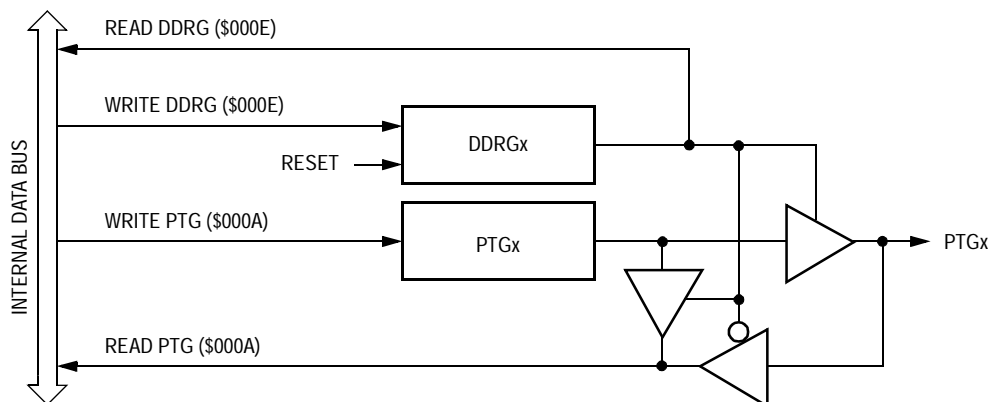 READ DDRG ($000E)
WRITE DDRG ($000E)
DDRGx
RESET
WRITE PTG ($000A)
PTGx
PTGx
READ PTG ($000A)
INTERNAL DATA BUS